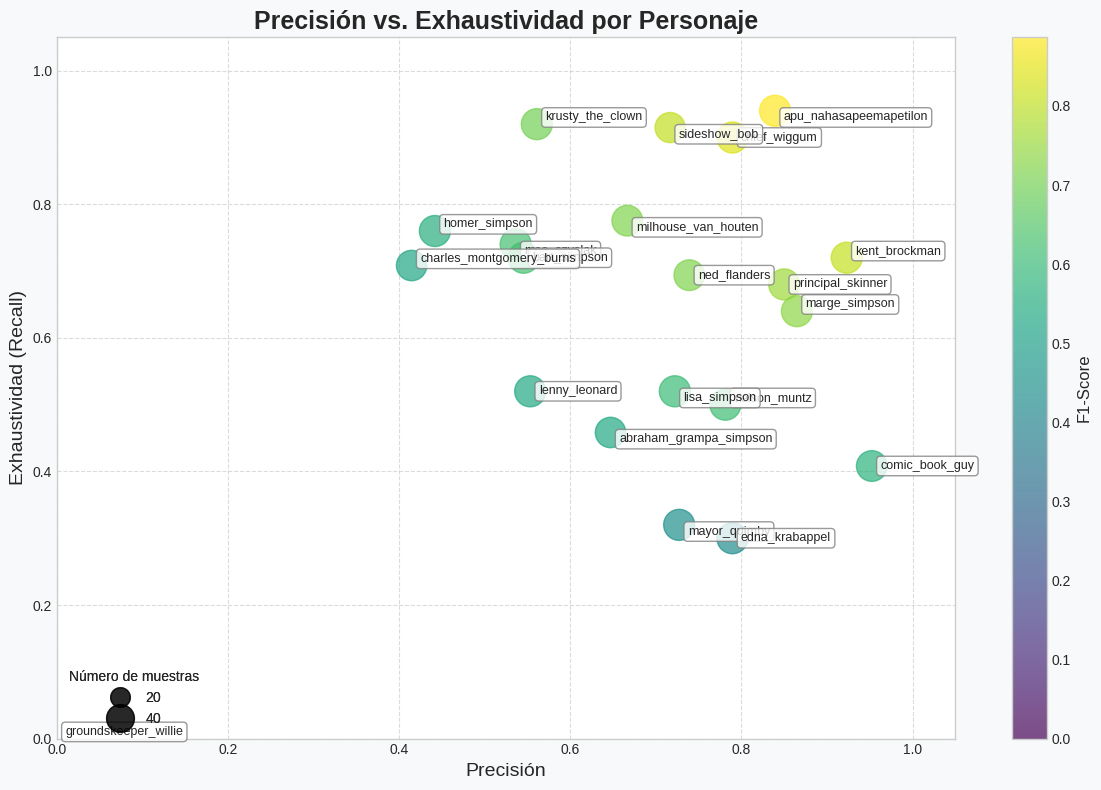 Precisión vs. Exhaustividad por Personaje
Exhaustividad (Recall)
1.0
0.8
0.6
0.4
0.2
0.0
krusty_the_clown
apu_nahasapeemapetilon
sideshow_bob
homer_simpson
milhouse_van_houten
charles_montgomery_burns
kent_brockman
ned_flanders
principal_skinner
marge_simpson
lenny_leonard
lisa_simpson
abraham_grampa_simpson
comic_book_guy
edna_krabappel
Número de muestras
20
40
groundskeeper_willie
0.0
0.2
0.4
0.6
0.8
1.0
Precisión
0.8
0.7
0.6
0.5
0.4
0.3
0.2
0.1
0.0
F1-Score